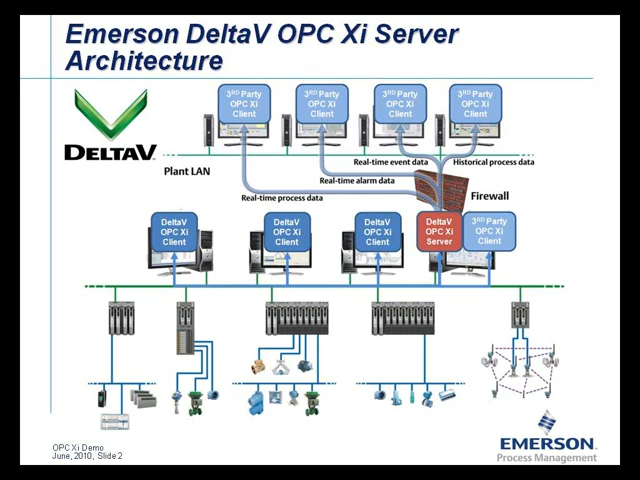 Emerson DeltaV OPC Xi Server
Architecture
DELTAV
3RD Party
OPC Xi
Client
3RD Party
OPC Xi
Client
3RD Party
OPC Xi
Client
3RD Party
OPC Xi
Client
Plant LAN
Real-time event data
Historical process data
Real-time alarm data
Real-time process data
Firewall
DeltaV
OPC Xi
Client
DeltaV
OPC Xi
Client
DeltaV
OPC Xi
Client
DeltaV
OPC Xi
Server
3RD Party
OPC Xi
Client
OPC Xi Demo
June, 2010, Slide 2
EMERSON
Process Management